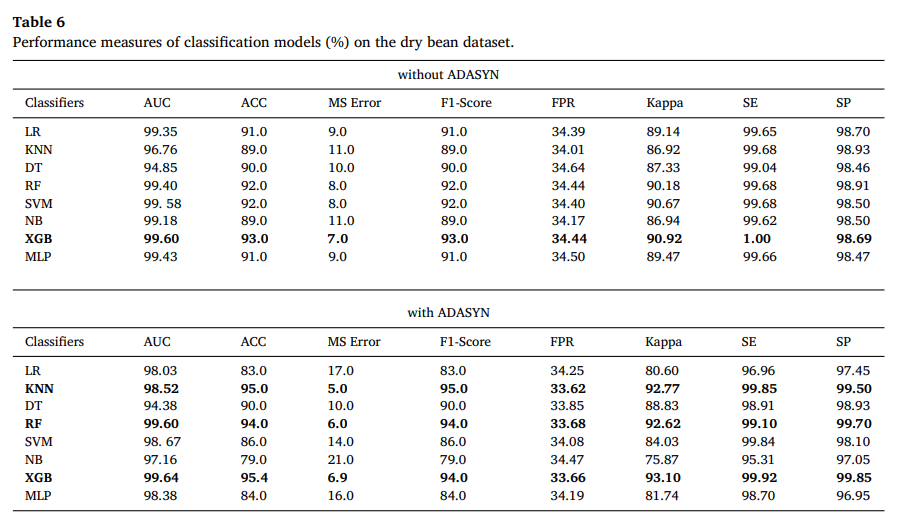 Table 6
Performance measures of classification models (%) on the dry bean dataset.
without ADASYN
Classifiers AUC ACC MS Error F1-Score FPR Kappa SE SP
LR 99.35 91.0 9.0 91.0 34.39 89.14 99.65 98.70
KNN 96.76 89.0 11.0 89.0 34.01 86.92 99.68 98.93
DT 94.85 90.0 10.0 90.0 34.64 87.33 99.04 98.46
RF 99.40 92.0 8.0 92.0 34.44 90.18 99.68 98.91
SVM 99. 58 92.0 8.0 92.0 34.40 90.67 99.68 98.50
NB 99.18 89.0 11.0 89.0 34.17 86.94 99.62 98.50
XGB 99.60 93.0 7.0 93.0 34.44 90.92 1.00 98.69
MLP 99.43 91.0 9.0 91.0 34.50 89.47 99.66 98.47
with ADASYN
Classifiers AUC ACC MS Error F1-Score FPR Kappa SE SP
LR 98.03 83.0 17.0 83.0 34.25 80.60 96.96 97.45
KNN 98.52 95.0 5.0 95.0 33.62 92.77 99.85 99.50
DT 94.38 90.0 10.0 90.0 33.85 88.83 98.91 98.93
RF 99.60 94.0 6.0 94.0 33.68 92.62 99.10 99.70
SVM 98. 67 86.0 14.0 86.0 34.08 84.03 99.84 98.10
NB 97.16 79.0 21.0 79.0 34.47 75.87 95.31 97.05
XGB 99.64 95.4 6.9 94.0 33.66 93.10 99.92 99.85
MLP 98.38 84.0 16.0 84.0 34.19 81.74 98.70 96.95